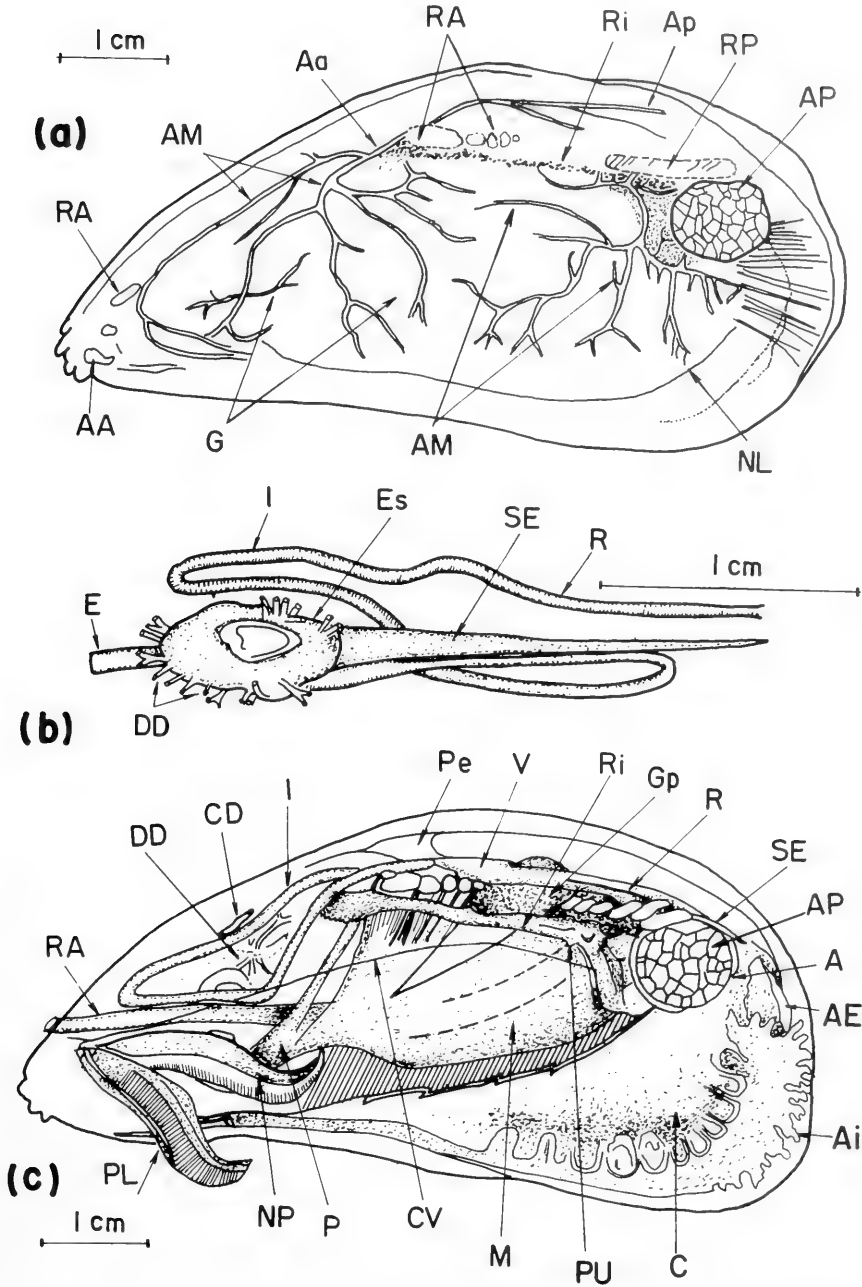 1 cm
RA
Ri
Ap
RP
Aa
AP
(a)
AM
RA
AA
G
AM
NL
I
Es
SE
R
1 cm
E
DD
(b)
Pe
V
Ri
Gp
R
I
CD
DD
SE
AP
RA
A
AE
Ai
PL
(c)
NP
P
CV
M
PU
C
1 cm